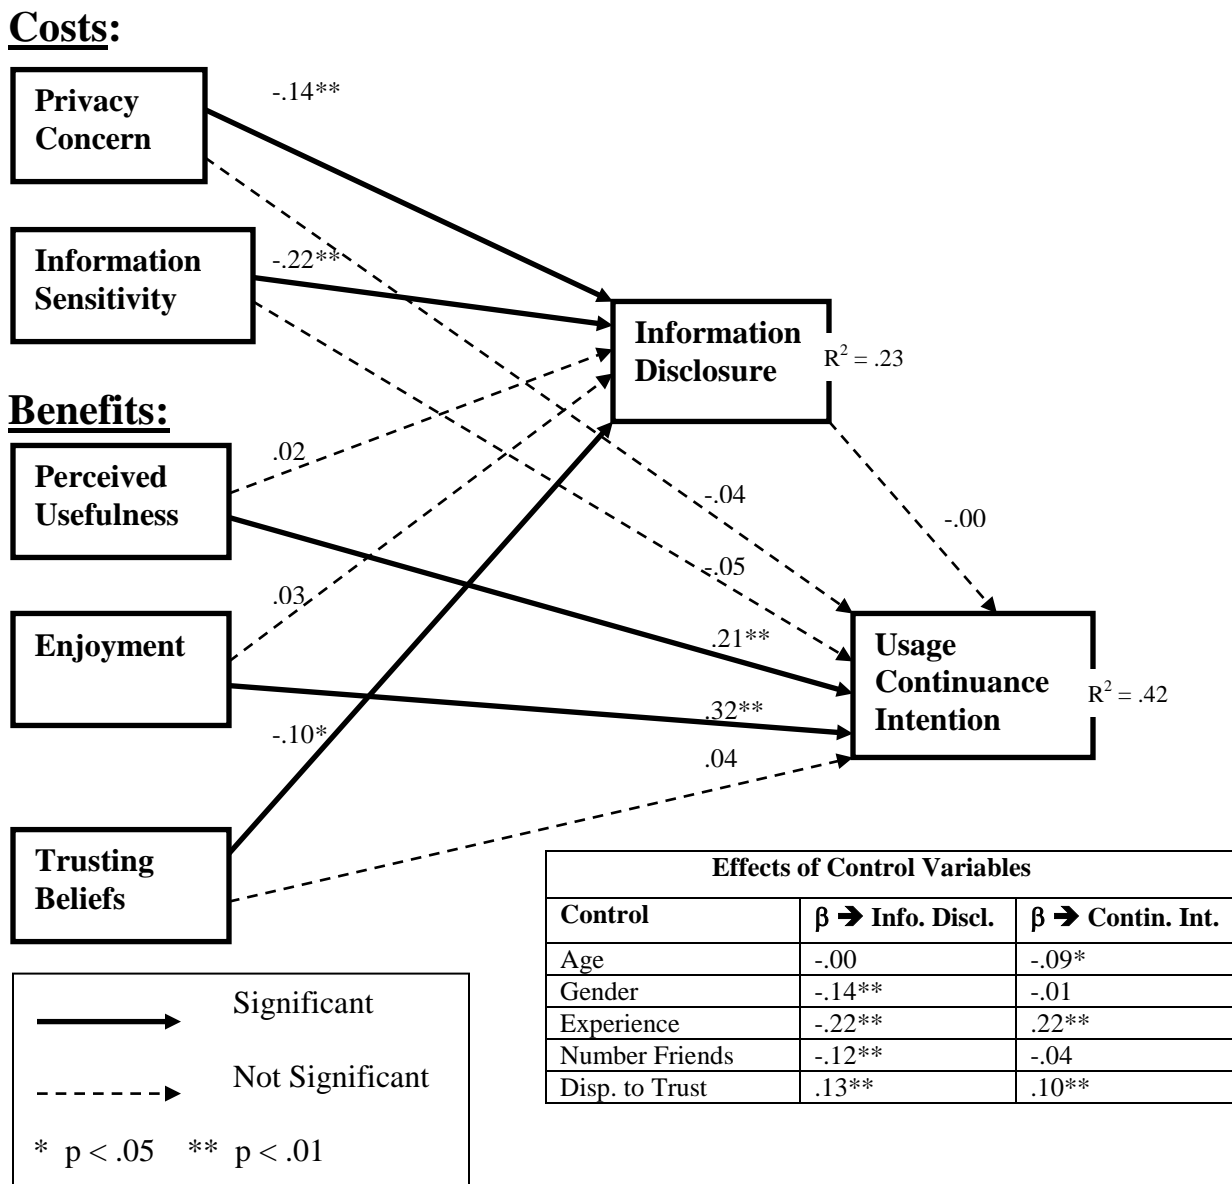 Costs:
Privacy
Concern
-.14**
Information
Sensitivity
-.22**
Information
Disclosure
R² = .23
Benefits:
Perceived
Usefulness
.02
-.04
-.00
-.05
Enjoyment
.03
.21**
Usage
Continuance
Intention
R² = .42
.32**
-.10*
.04
Trusting
Beliefs
Effects of Control Variables
Control β ➔ Info. Discl. β ➔ Contin. Int.
Age -.00 -.09*
Gender -.14** -.01
Experience -.22** .22**
Number Friends -.12** -.04
Disp. to Trust .13** .10**
Significant
Not Significant
* p < .05 ** p < .01